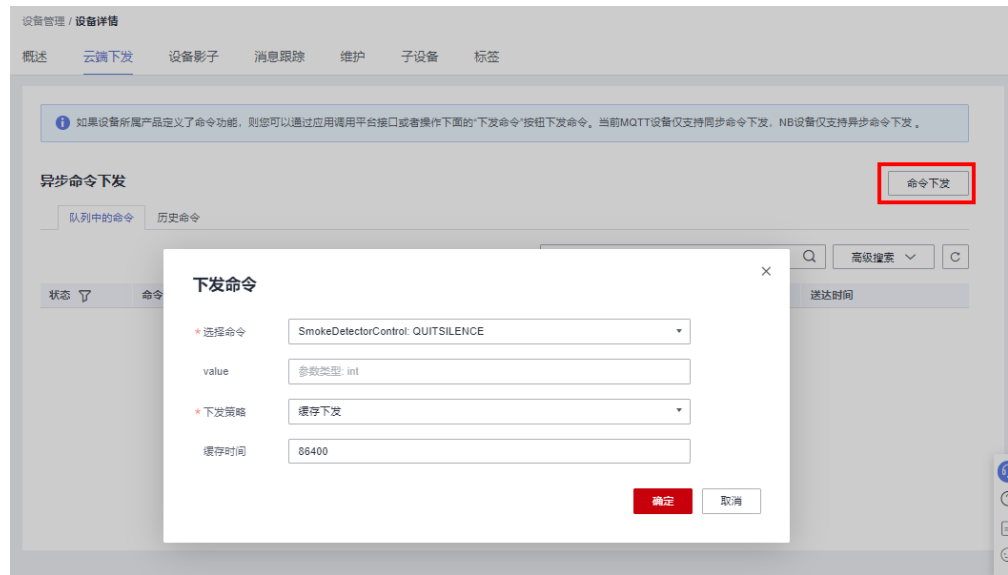 设备管理 / 设备详情
概述 云端下发 设备影子 消息跟踪 维护 子设备 标签
如果设备所属产品定义了命令功能，则您可以通过应用调用平台接口或者操作下面的“下发命令”按钮下发命令。当前MQTT设备仅支持同步命令下发，NB设备仅支持异步命令下发 。
异步命令下发 命令下发
队列中的命令 历史命令
高级搜索
状态 命令 送达时间
下发命令
* 选择命令 SmokeDetectorControl: QUITSILENCE
value 参数类型: int
* 下发策略 缓存下发
缓存时间 86400
确定 取消